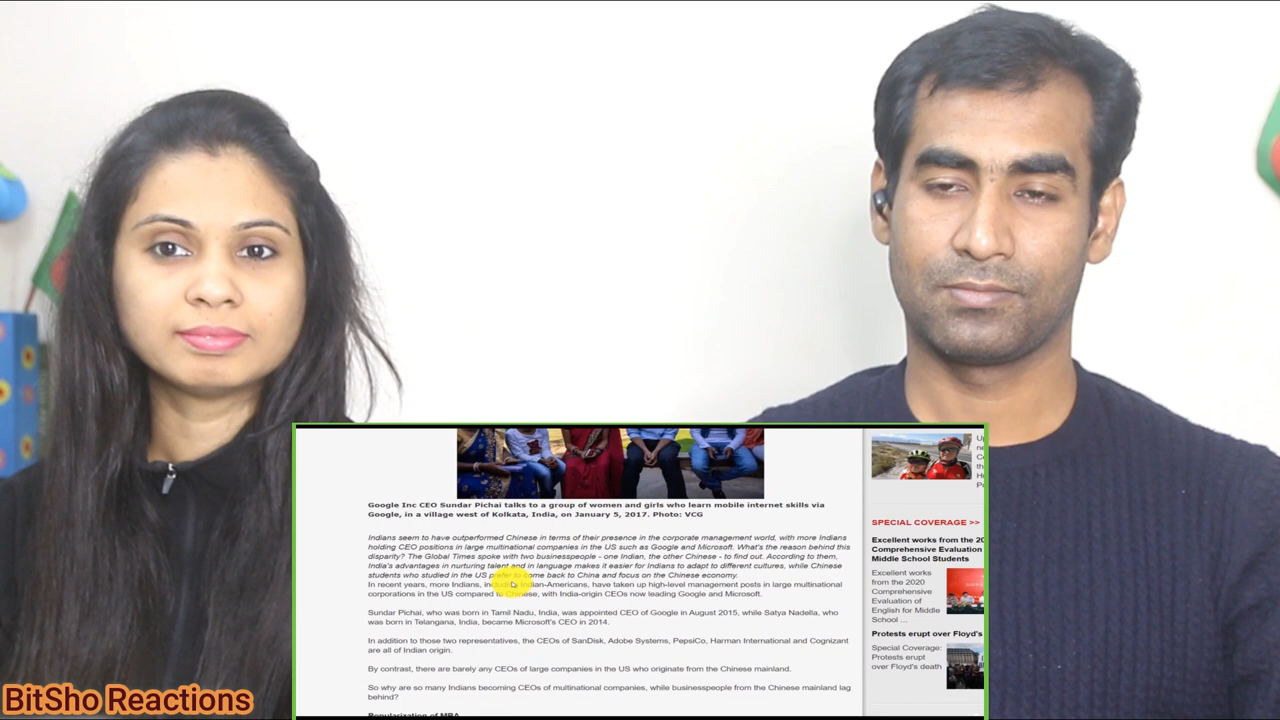 Google Inc CEO Sundar Pichai talks to a group of women and girls who learn mobile internet skills via
Google, in a village west of Kolkata, India, on January 5, 2017. Photo: VCG
Indians seem to have outperformed Chinese in terms of their presence in the corporate management world, with more Indians
holding CEO positions in large multinational companies in the US such as Google and Microsoft. What's the reason behind this
disparity? The Global Times spoke with two businesspeople - one Indian, the other Chinese - to find out. According to them,
India's advantages in nurturing talent and in language makes it easier for Indians to adapt to different cultures, while Chinese
students who studied in the US prefer to come back to China and focus on the Chinese economy.
In recent years, more Indians, including Indian-Americans, have taken up high-level management posts in large multinational
corporations in the US compared to Chinese, with India-origin CEOs now leading Google and Microsoft.
Sundar Pichai, who was born in Tamil Nadu, India, was appointed CEO of Google in August 2015, while Satya Nadella, who
was born in Telangana, India, became Microsoft's CEO in 2014.
In addition to those two representatives, the CEOs of SanDisk, Adobe Systems, PepsiCo, Harman International and Cognizant
are all of Indian origin.
By contrast, there are barely any CEOs of large companies in the US who originate from the Chinese mainland.
So why are so many Indians becoming CEOs of multinational companies, while businesspeople from the Chinese mainland lag
behind?
Popularization of MBA
SPECIAL COVERAGE >>
Excellent works from the 20
Comprehensive Evaluation
Middle School Students
Excellent works
from the 2020
Comprehensive
Evaluation of
English for Middle
School ...
Protests erupt over Floyd's
Special Coverage:
Protests erupt
over Floyd's death
BitSho Reactions